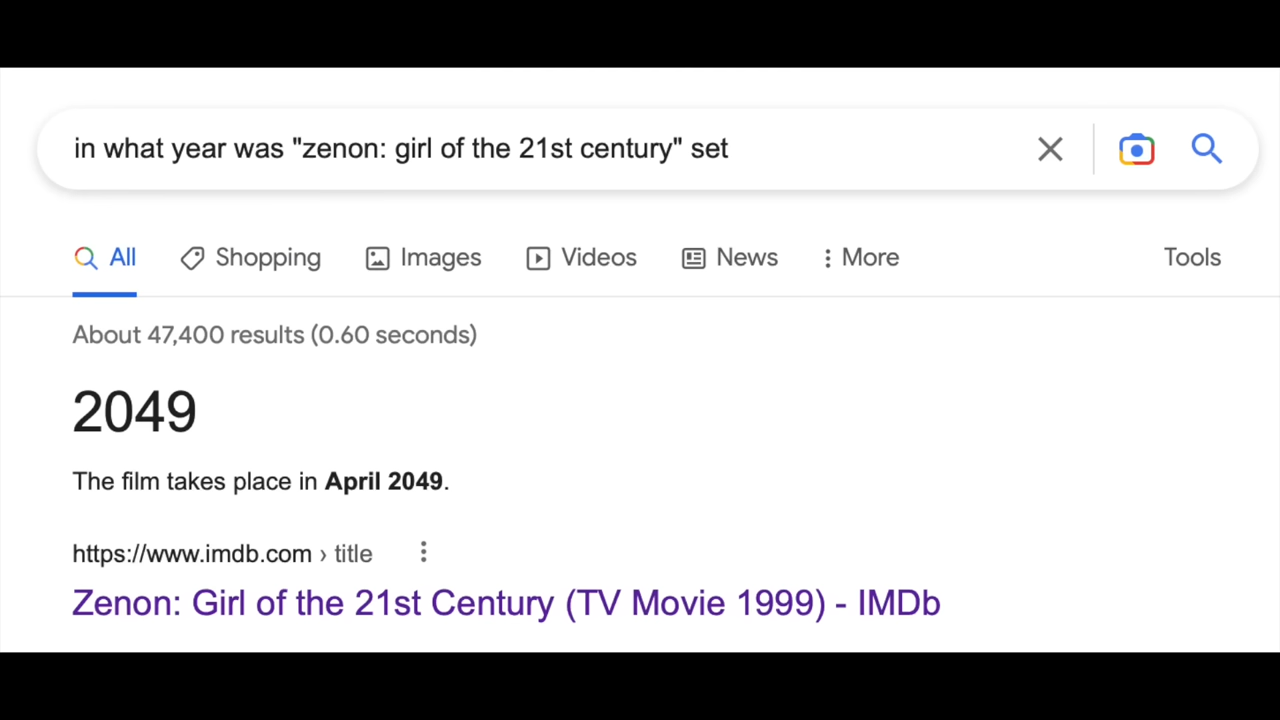 in what year was "zenon: girl of the 21st century" set
All Shopping Images Videos News More Tools
About 47,400 results (0.60 seconds)
2049
The film takes place in April 2049.
https://www.imdb.com › title
Zenon: Girl of the 21st Century (TV Movie 1999) - IMDb